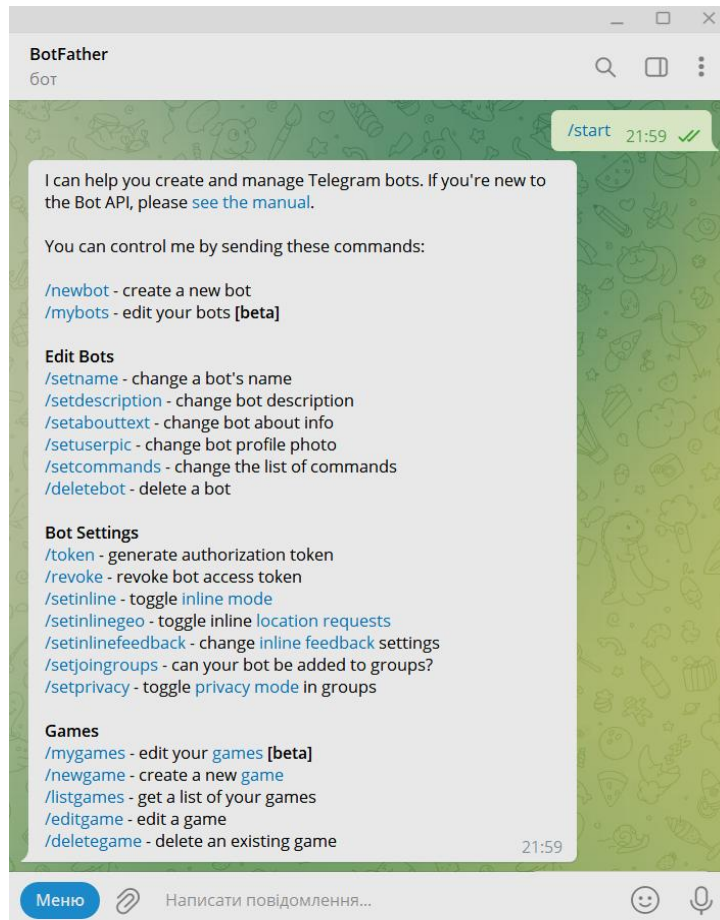 BotFather
бот
/start 21:59
I can help you create and manage Telegram bots. If you're new to
the Bot API, please see the manual.
You can control me by sending these commands:
/newbot - create a new bot
/mybots - edit your bots [beta]
Edit Bots
/setname - change a bot's name
/setdescription - change bot description
/setabouttext - change bot about info
/setuserpic - change bot profile photo
/setcommands - change the list of commands
/deletebot - delete a bot
Bot Settings
/token - generate authorization token
/revoke - revoke bot access token
/setinline - toggle inline mode
/setinlinegeo - toggle inline location requests
/setinlinefeedback - change inline feedback settings
/setjoingroups - can your bot be added to groups?
/setprivacy - toggle privacy mode in groups
Games
/mygames - edit your games [beta]
/newgame - create a new game
/listgames - get a list of your games
/editgame - edit a game
/deletegame - delete an existing game
21:59
Меню
Написати повідомлення...